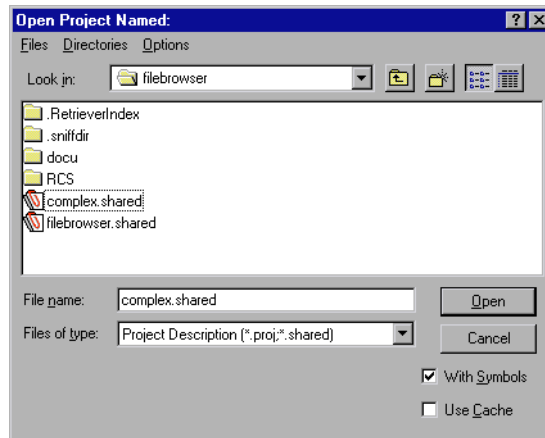 Open Project Named:
Files Directories Options
Look in: filebrowser
.RetrieverIndex
.sniffdir
docu
RCS
complex.shared
filebrowser.shared
File name: complex.shared Open
Files of type: Project Description (*.proj;*.shared) Cancel
With Symbols
Use Cache